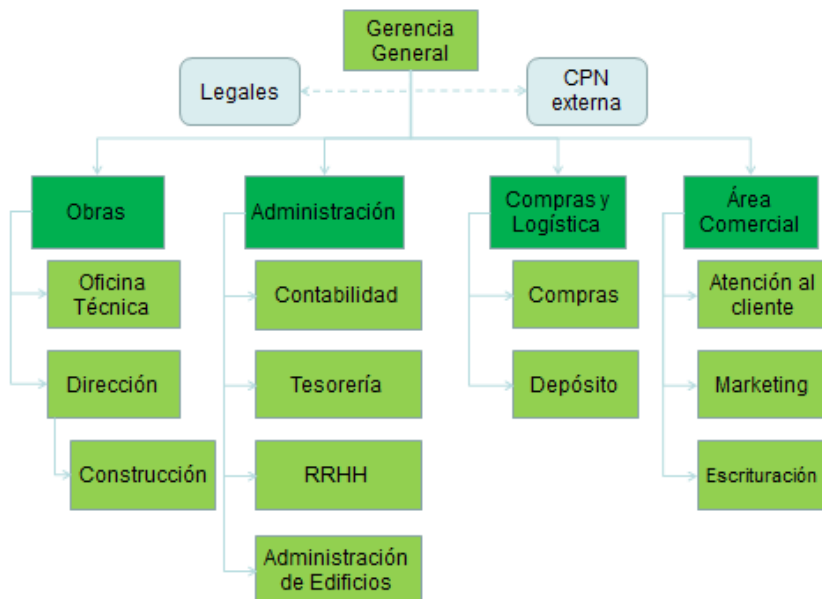 Gerencia
General
Legales
CPN
externa
Obras
Administración
Compras y
Logística
Área
Comercial
Oficina
Técnica
Contabilidad
Compras
Atención al
cliente
Dirección
Tesorería
Depósito
Marketing
Construcción
RRHH
Escrituración
Administración
de Edificios